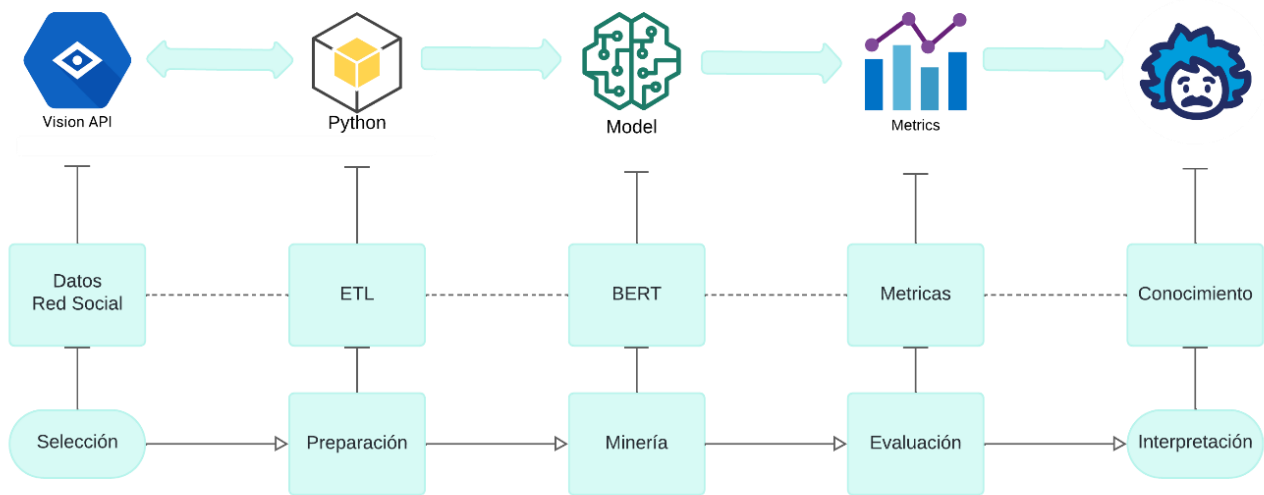 Vision API
Python
Model
Metrics
Datos
Red Social
ETL
BERT
Metricas
Conocimiento
Selección
Preparación
Minería
Evaluación
Interpretación